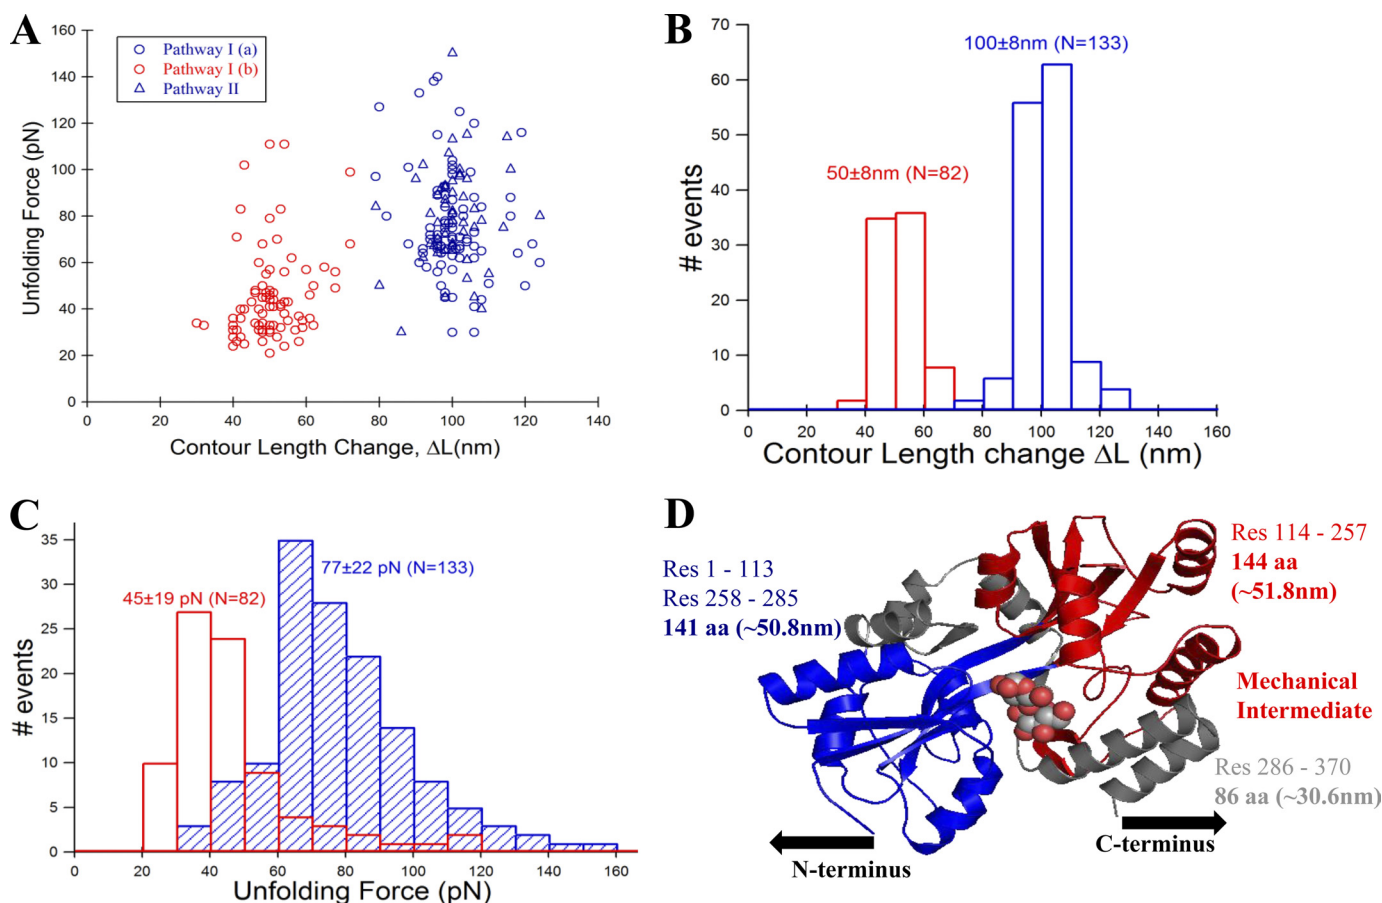 A
160
140
120
100
80
60
40
20
0
Unfolding Force (pN)
Pathway I (a)
Pathway I (b)
Pathway II
0 20 40 60 80 100 120 140
Contour Length Change, ΔL(nm)
B
70
60
50
40
30
20
10
0
# events
100±8nm (N=133)
50±8nm (N=82)
0 20 40 60 80 100 120 140 160
Contour Length change ΔL (nm)
C
35
30
25
20
15
10
5
0
# events
77±22 pN (N=133)
45±19 pN (N=82)
0 20 40 60 80 100 120 140 160
Unfolding Force (pN)
D
Res 1 - 113
Res 258 - 285
141 aa (~50.8nm)
Res 114 - 257
144 aa
(~51.8nm)
Mechanical
Intermediate
Res 286 - 370
86 aa (~30.6nm)
C-terminus
N-terminus